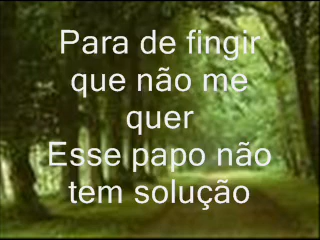 Para de fingir
que não me
quer
Esse papo não
tem solução